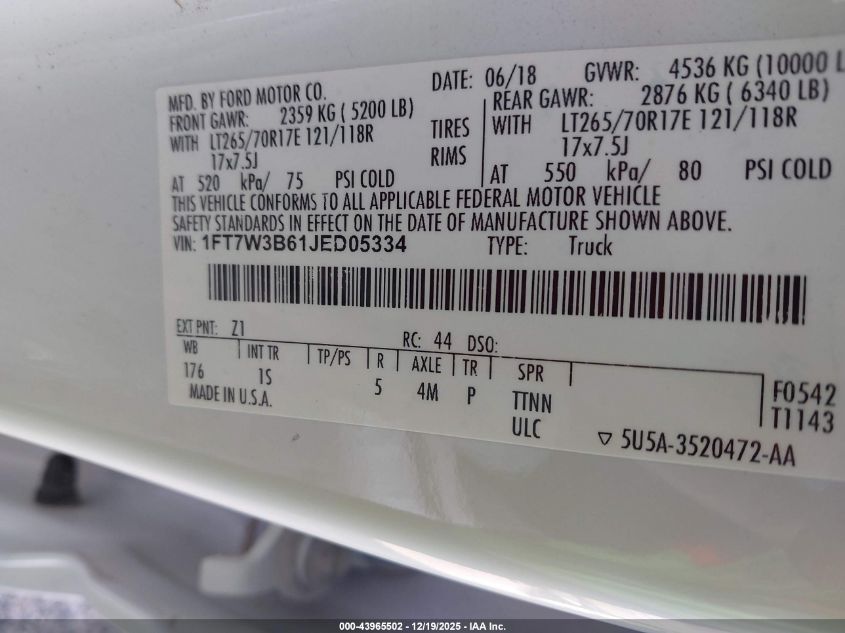 MFD. BY FORD MOTOR CO. DATE: 06/18 GVWR: 4536 KG (10000 L
FRONT GAWR: 2359 KG ( 5200 LB) REAR GAWR: 2876 KG ( 6340 LB)
WITH LT265/70R17E 121/118R TIRES WITH LT265/70R17E 121/118R
17x7.5J RIMS 17x7.5J
AT 520 kPa/ 75 PSI COLD AT 550 kPa/ 80 PSI COLD
THIS VEHICLE CONFORMS TO ALL APPLICABLE FEDERAL MOTOR VEHICLE
SAFETY STANDARDS IN EFFECT ON THE DATE OF MANUFACTURE SHOWN ABOVE.
VIN: 1FT7W3B61JED05334 TYPE: Truck
EXT PNT: Z1 RC: 44 DSO:
WB INT TR TP/PS R AXLE TR SPR
176 1S 5 4M P TTNN F0542
MADE IN U.S.A. ULC T1143
▽ 5U5A-3520472-AA
000-43965502 - 12/19/2025 - IAA Inc.